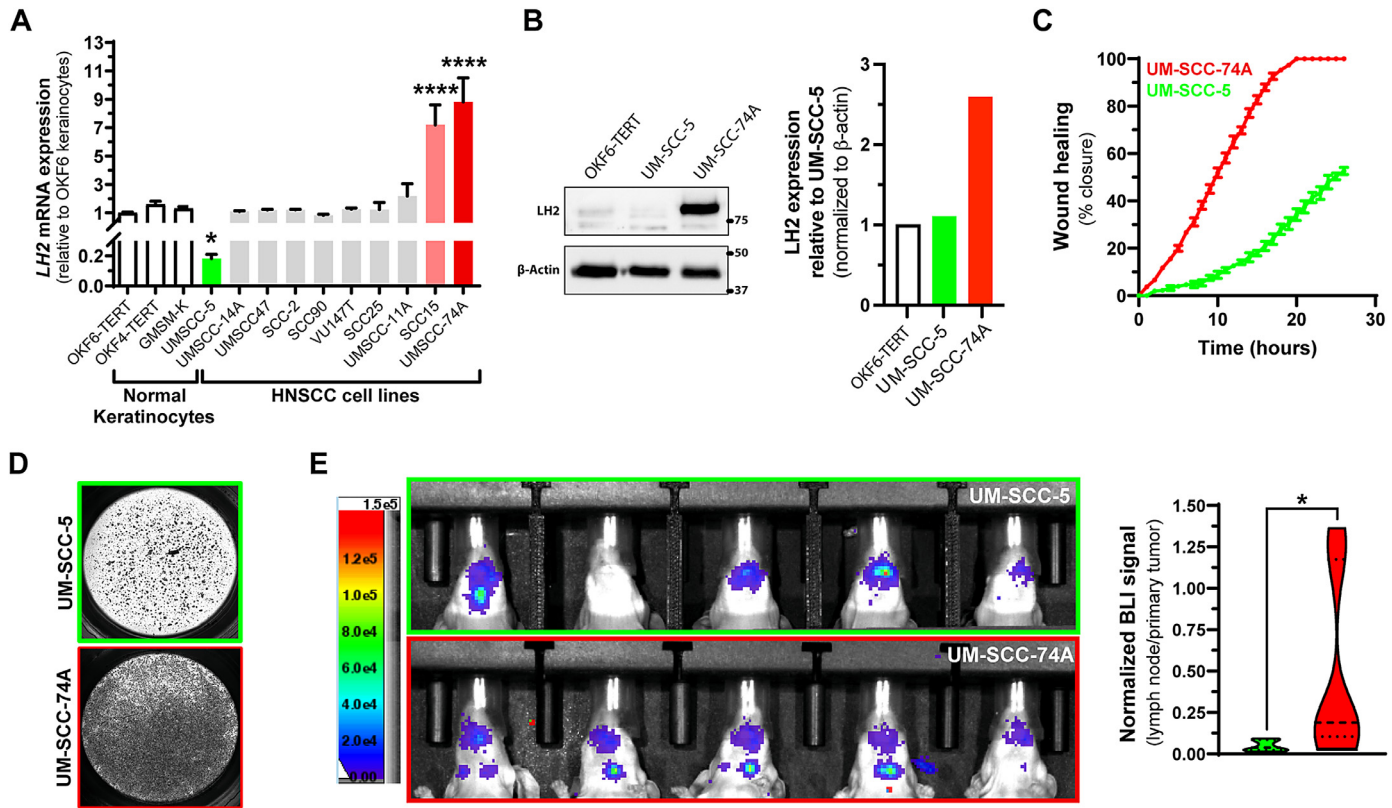 A
LH2 mRNA expression
(relative to OKF6 kerainocytes)
13
11
9
7
5
3
1
0.2
0.0
*
****
****
OKF6-TERT
OKF4-TERT
GMSM-K
UMSCC-5
UMSCC-14A
UMSCC47
SCC-2
SCC90
VU147T
SCC25
UMSCC-11A
SCC15
UMSCC-74A
Normal
Keratinocytes
HNSCC cell lines
B
OKF6-TERT
UM-SCC-5
UM-SCC-74A
LH2
75
β-Actin
50
37
LH2 expression
relative to UM-SCC-5
(normalized to β-actin)
3
2
1
0
OKF6-TERT
UM-SCC-5
UM-SCC-74A
C
Wound healing
(% closure)
100
80
60
40
20
0
UM-SCC-74A
UM-SCC-5
0
10
20
30
Time (hours)
D
UM-SCC-5
UM-SCC-74A
E
1.5e5
1.2e5
1.0e5
8.0e4
6.0e4
4.0e4
2.0e4
0.00
UM-SCC-5
UM-SCC-74A
Normalized BLI signal
(lymph node/primary tumor)
1.50
1.25
1.00
0.75
0.50
0.25
0.00
*